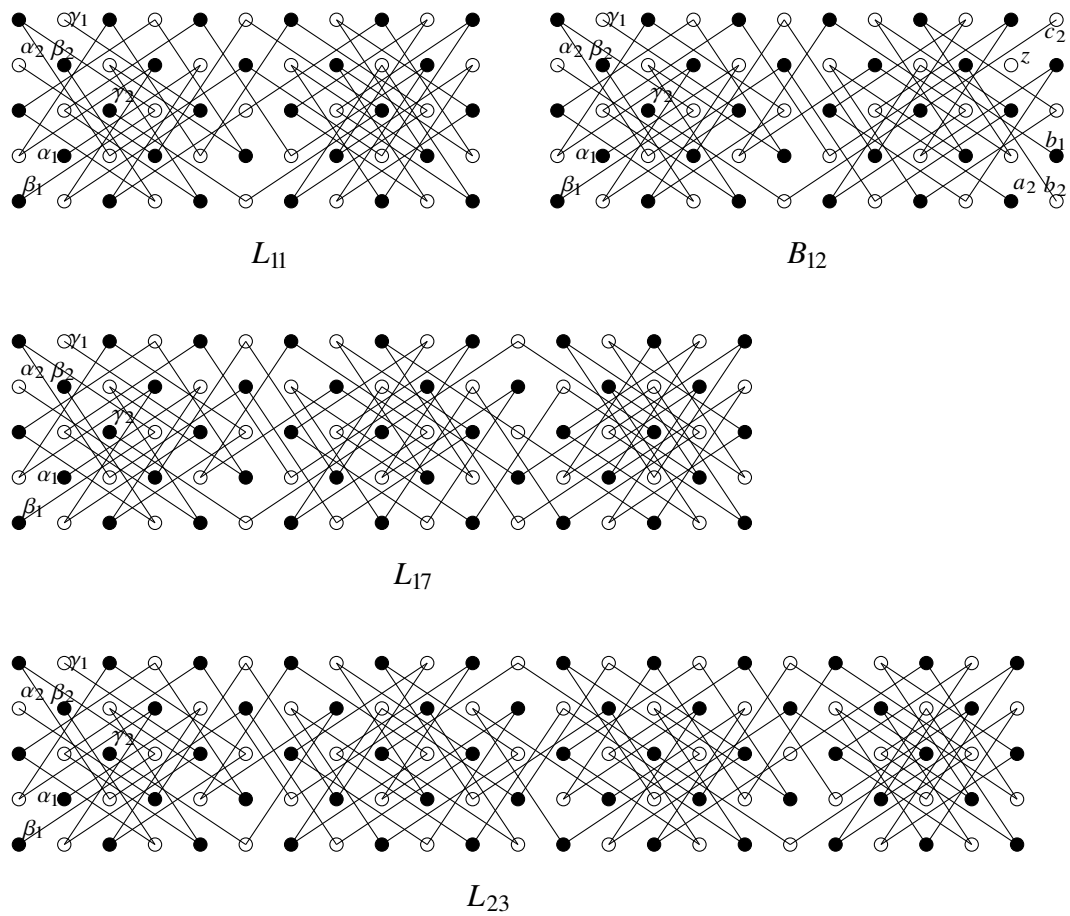 γ₁ γ₁ c₂
α₂ β₂ α₂ β₂ z
γ₂ γ₂
α₁ α₁ b₁
β₁ β₁ a₂ b₂
L₁₁ B₁₂
γ₁
α₂ β₂
γ₂
α₁
β₁
L₁₇
γ₁
α₂ β₂
γ₂
α₁
β₁
L₂₃